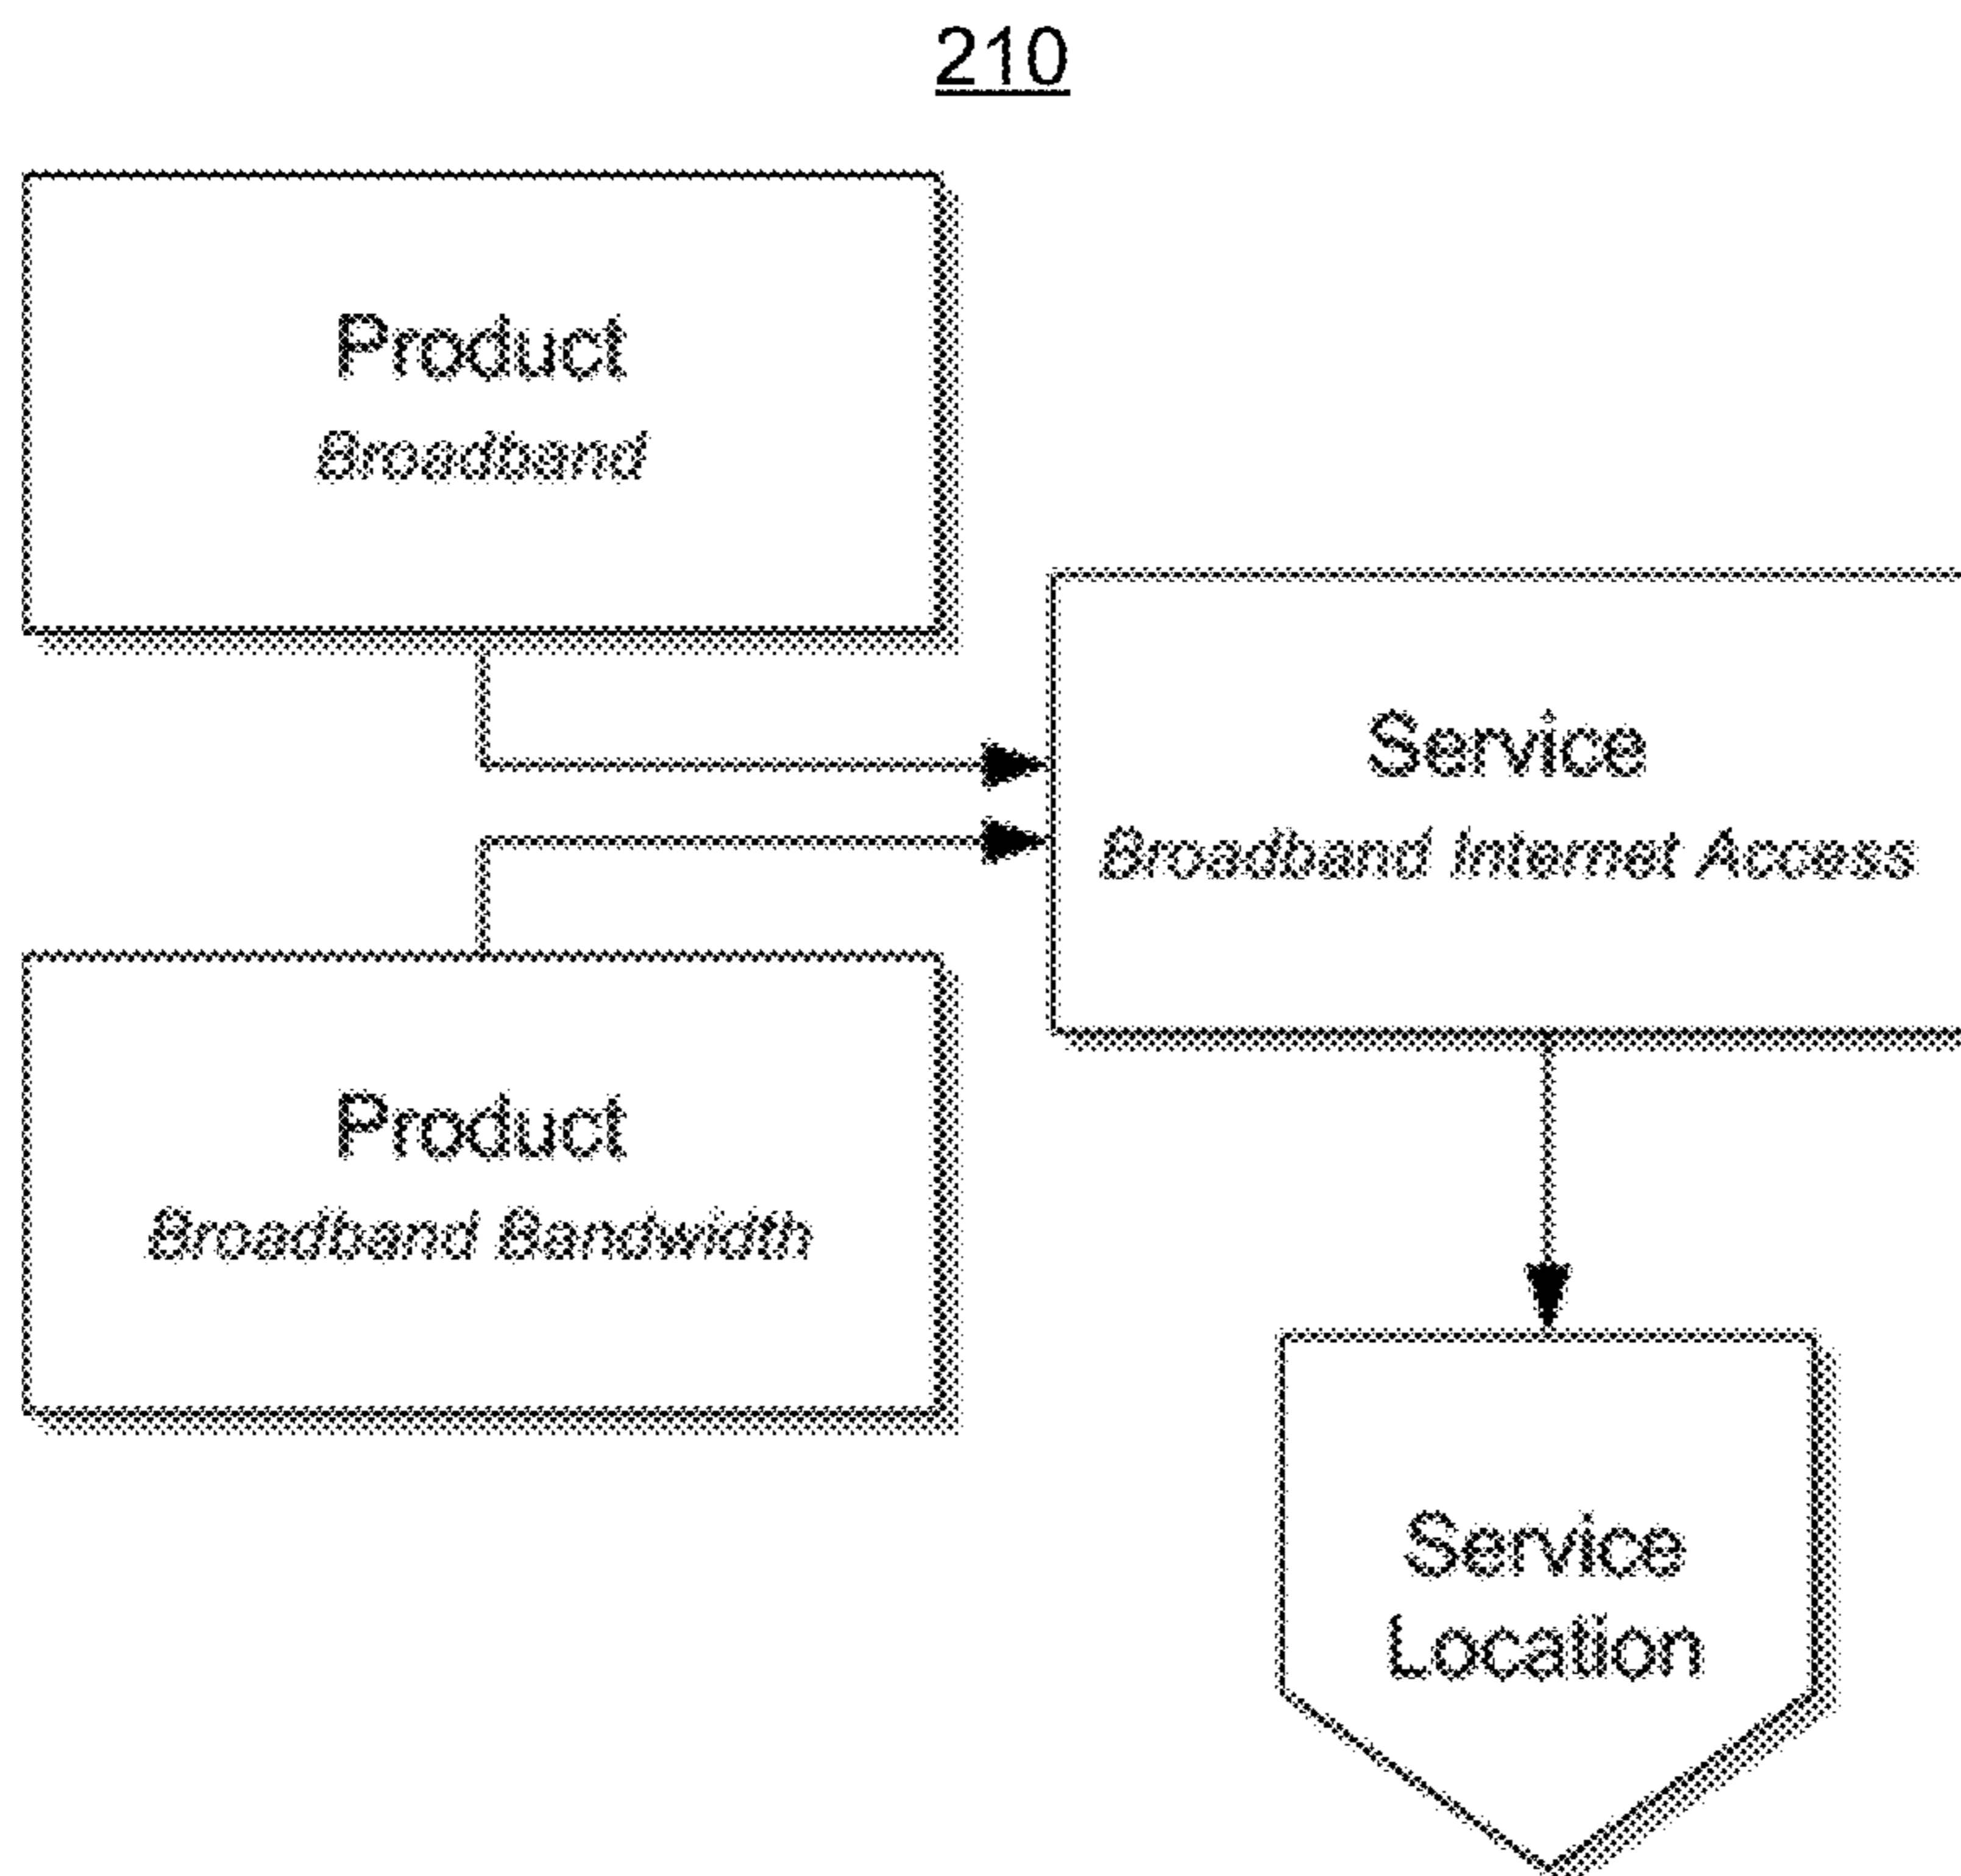 210
Product
Broadband
Service
Broadband Internet Access
Product
Broadband Bandwidth
Service
Location